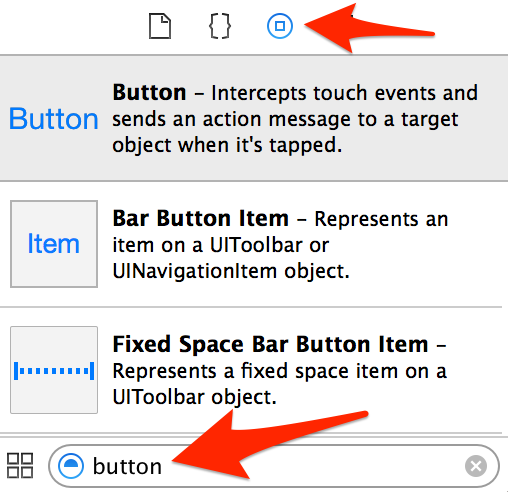 Button
Button – Intercepts touch events and
sends an action message to a target
object when it's tapped.
Item
Bar Button Item – Represents an
item on a UIToolbar or
UINavigationItem object.
Fixed Space Bar Button Item –
Represents a fixed space item on a
UIToolbar object.
button